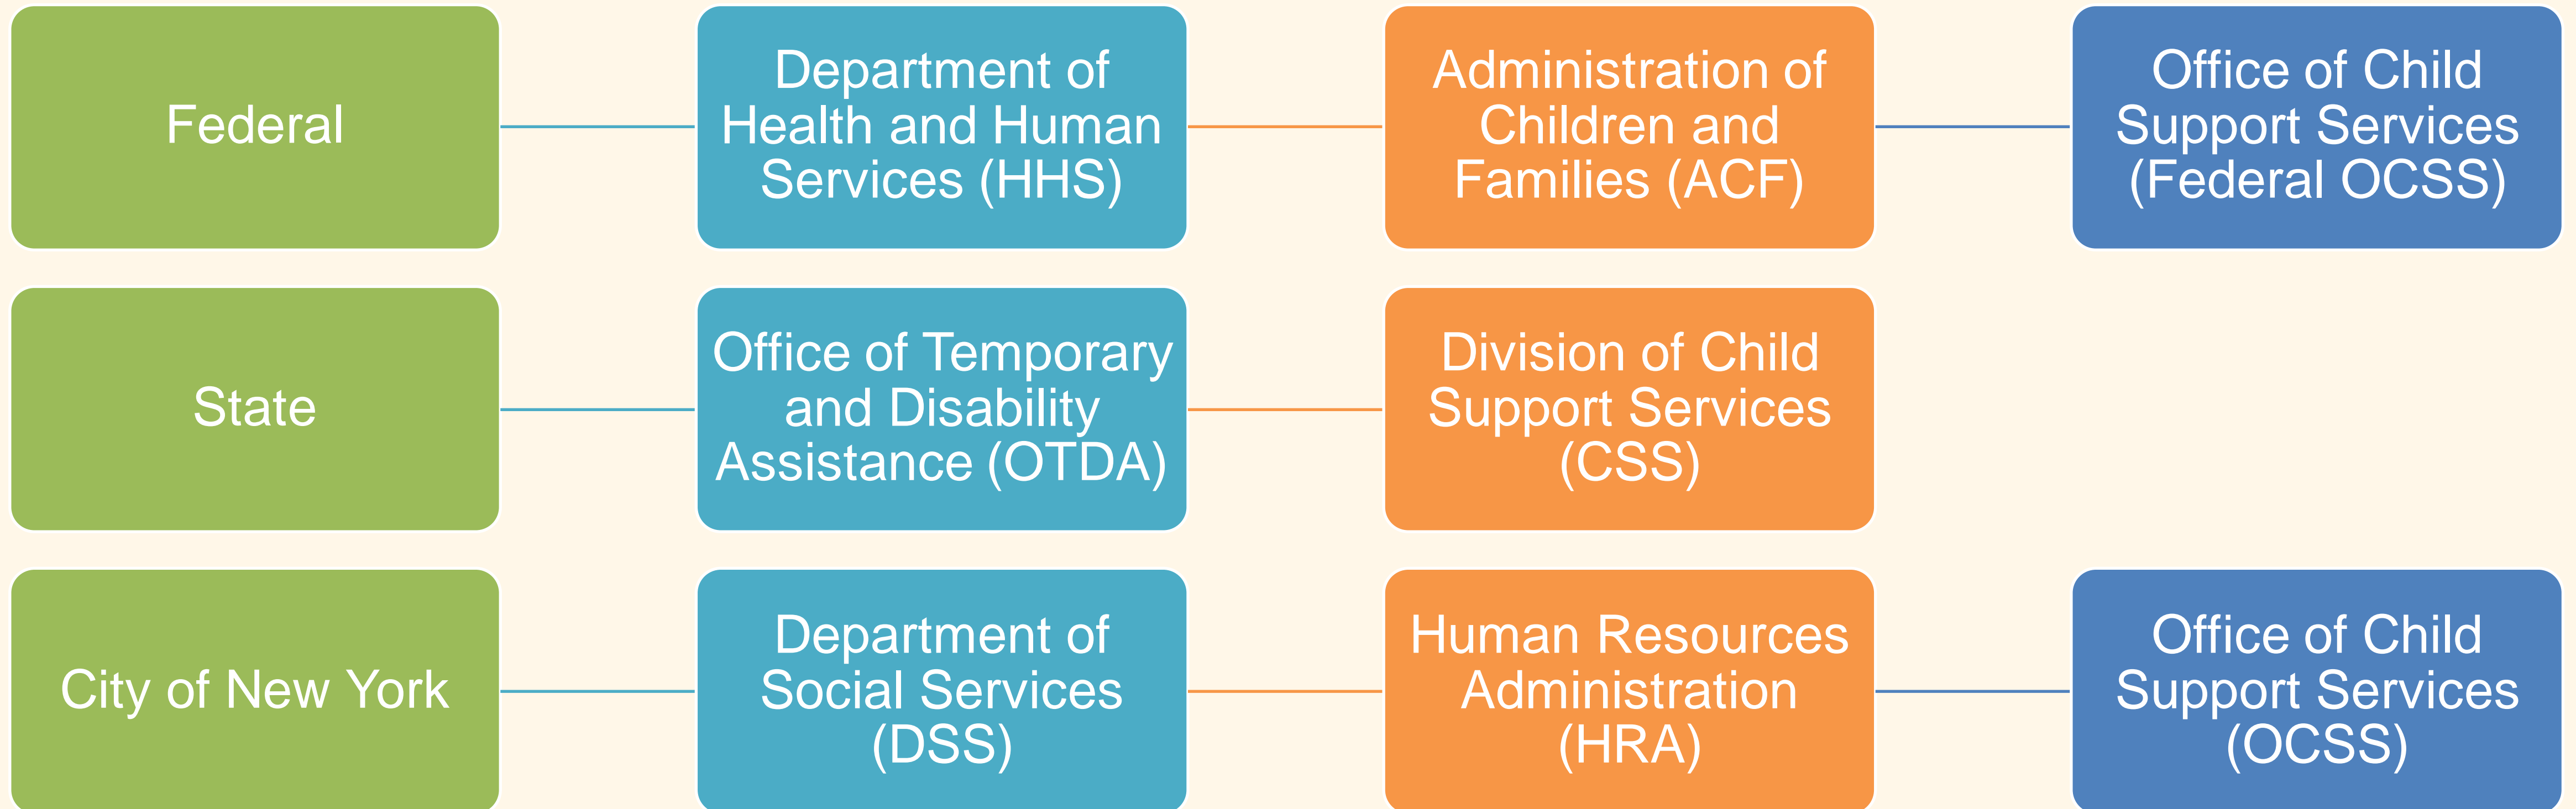 Federal
Department of
Health and Human
Services (HHS)
Administration of
Children and
Families (ACF)
Office of Child
Support Services
(Federal OCSS)
State
Office of Temporary
and Disability
Assistance (OTDA)
Division of Child
Support Services
(CSS)
City of New York
Department of
Social Services
(DSS)
Human Resources
Administration
(HRA)
Office of Child
Support Services
(OCSS)